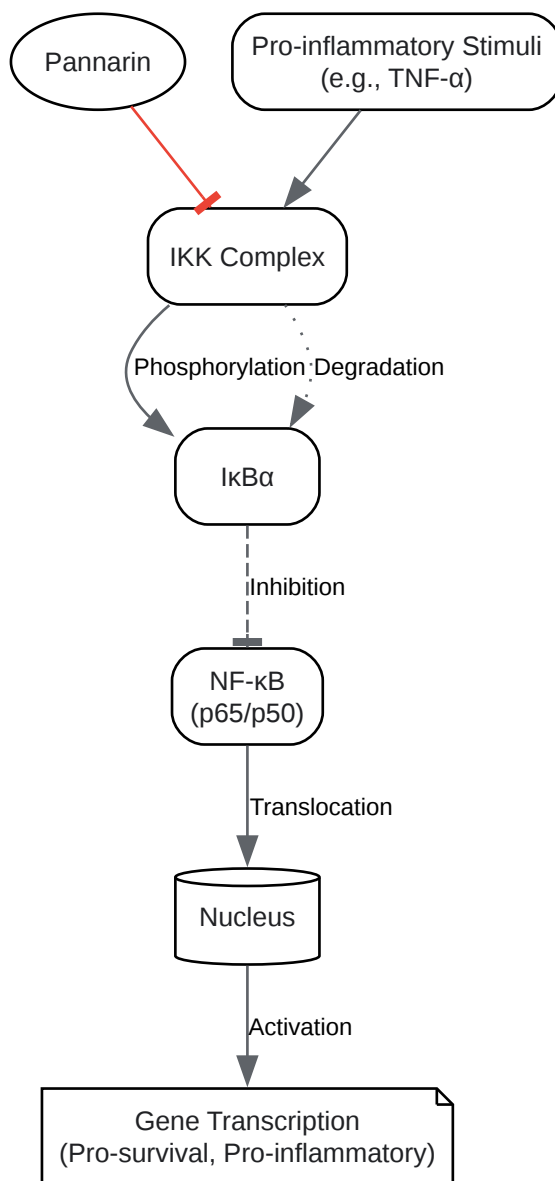 Pannarin
Pro-inflammatory Stimuli
(e.g., TNF-α)
IKK Complex
Phosphorylation
Degradation
IκBα
Inhibition
NF-κB
(p65/p50)
Translocation
Nucleus
Activation
Gene Transcription
(Pro-survival, Pro-inflammatory)